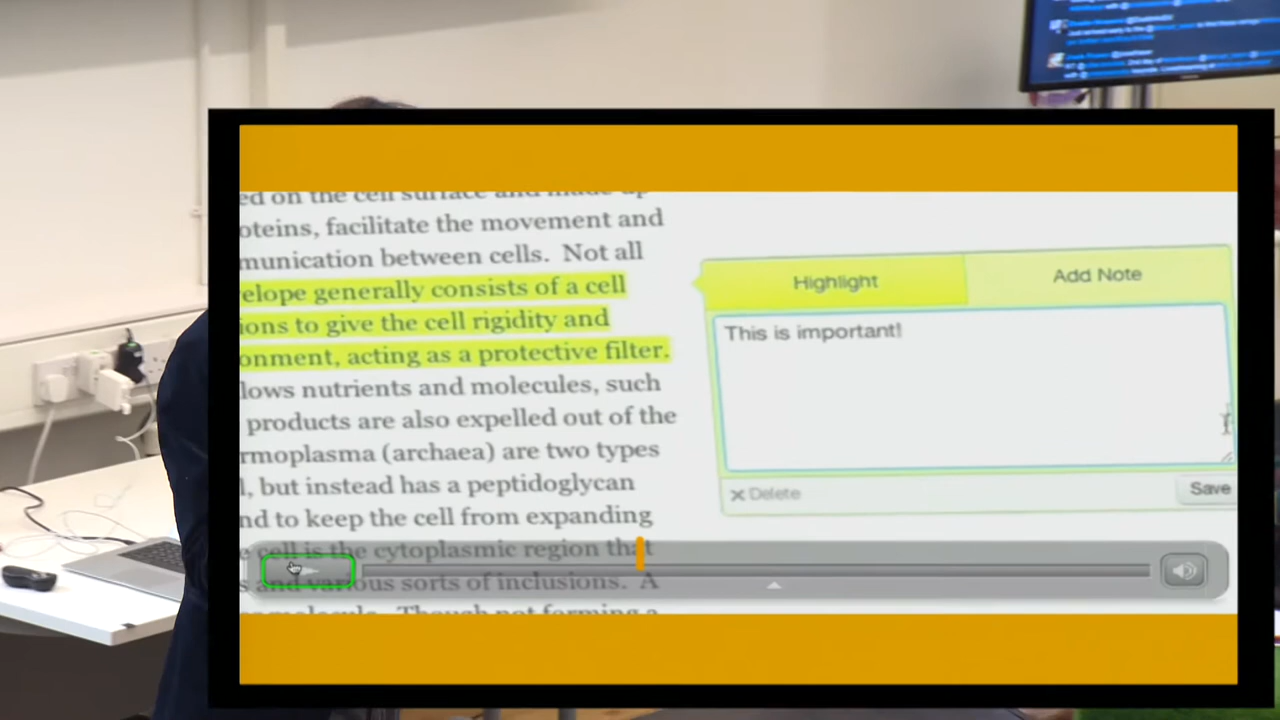 ed on the cell surface and made up
oteins, facilitate the movement and
munication between cells. Not all
elope generally consists of a cell
ions to give the cell rigidity and
onment, acting as a protective filter.
lows nutrients and molecules, such
products are also expelled out of the
rmoplasma (archaea) are two types
l, but instead has a peptidoglycan
nd to keep the cell from expanding
e cell is the cytoplasmic region that
s and various sorts of inclusions. A
molecule. Though not forming a
Highlight
Add Note
This is important!
Delete
Save